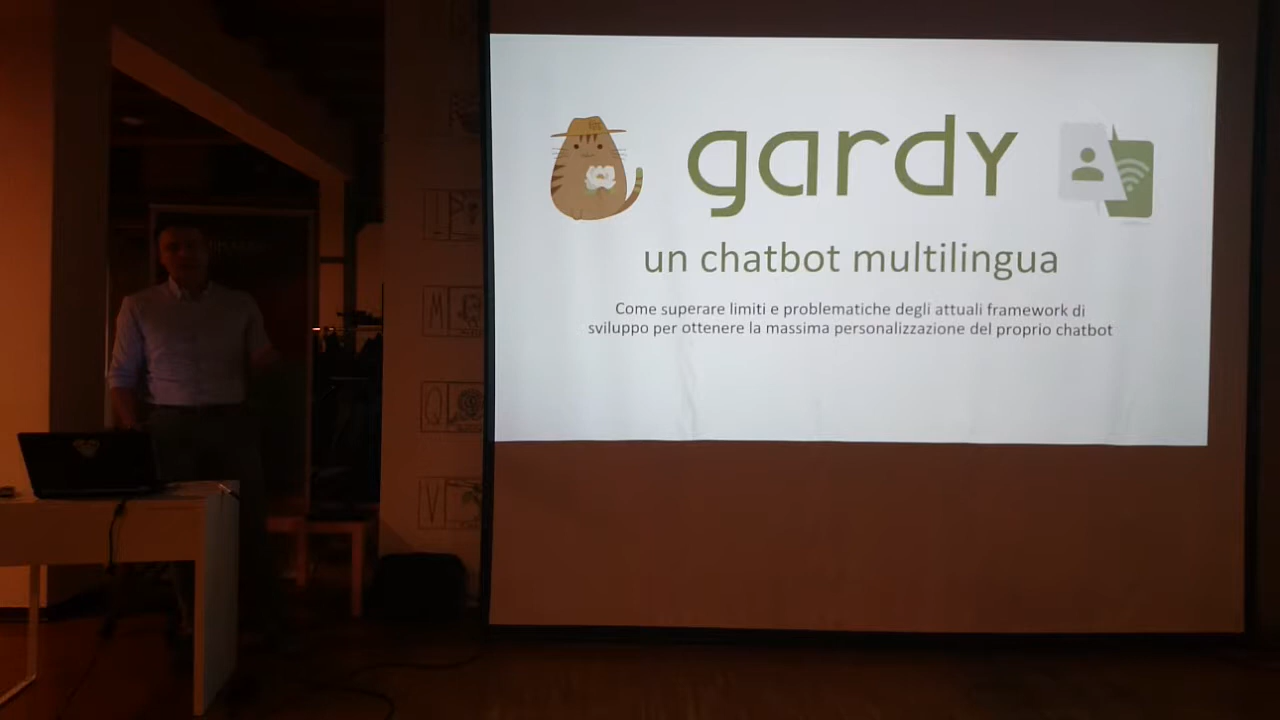 gardy
un chatbot multilingua
Come superare limiti e problematiche degli attuali framework di
sviluppo per ottenere la massima personalizzazione del proprio chatbot
M
Q
V